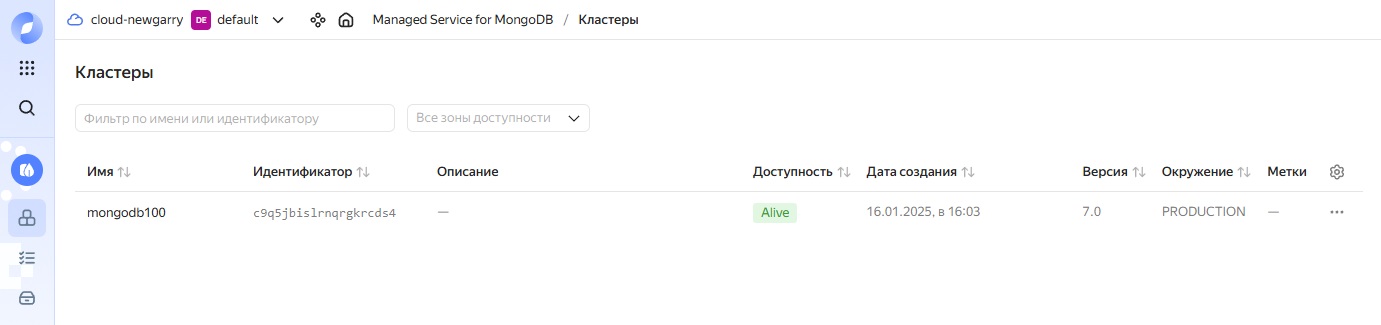 cloud-newgarry DE default Managed Service for MongoDB / Кластеры
Кластеры
Фильтр по имени или идентификатору Все зоны доступности
Имя Идентификатор Описание Доступность Дата создания Версия Окружение Метки
mongodb100 c9q5jbislrnqrgkrcds4 — Alive 16.01.2025, в 16:03 7.0 PRODUCTION —